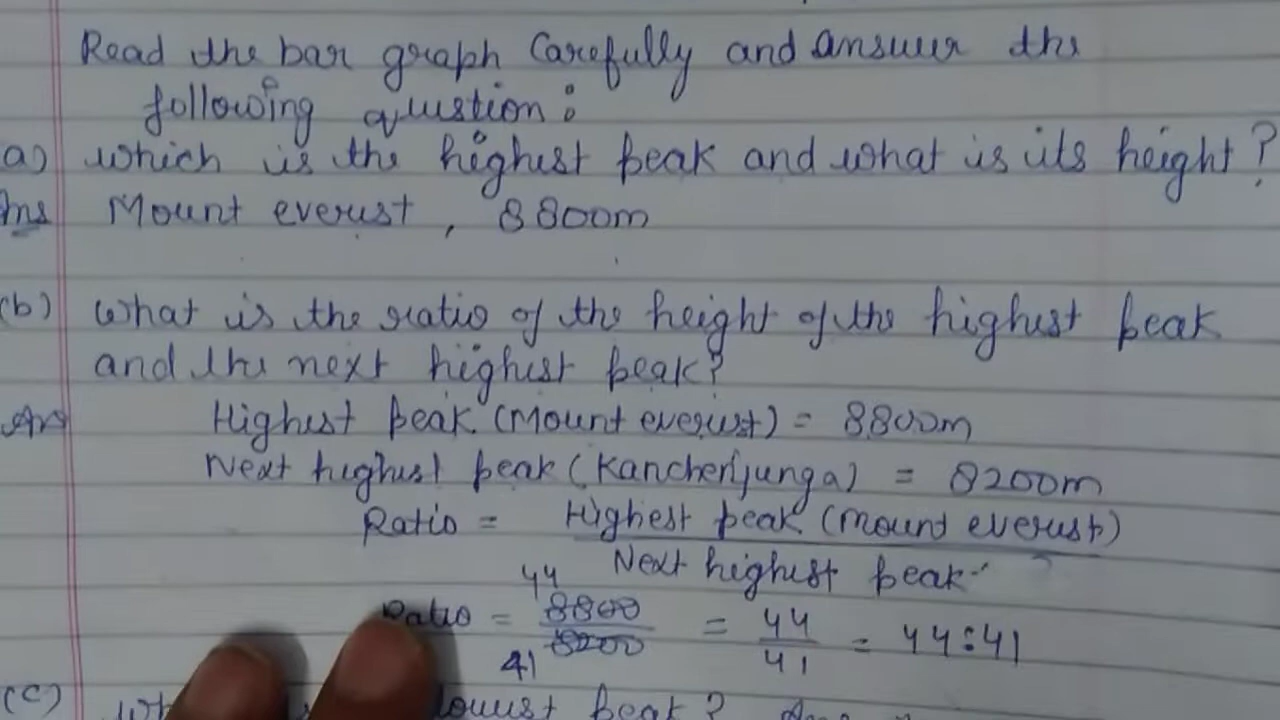 Read the bar graph Carefully and answer the
following question:
a) which is the highest peak and what is its height?
Ans Mount everest, 8800m
(b) What is the ratio of the height of the highest peak
and the next highest peak?
Ans Highest peak (Mount everest) = 8800m
Next highest peak (Kanchenjunga) = 8200m
Ratio = Highest peak (Mount everest)
Next highest peak
44
Ratio = 8800 = 44 = 44:41
8200 41
41
(c) lowest peak?